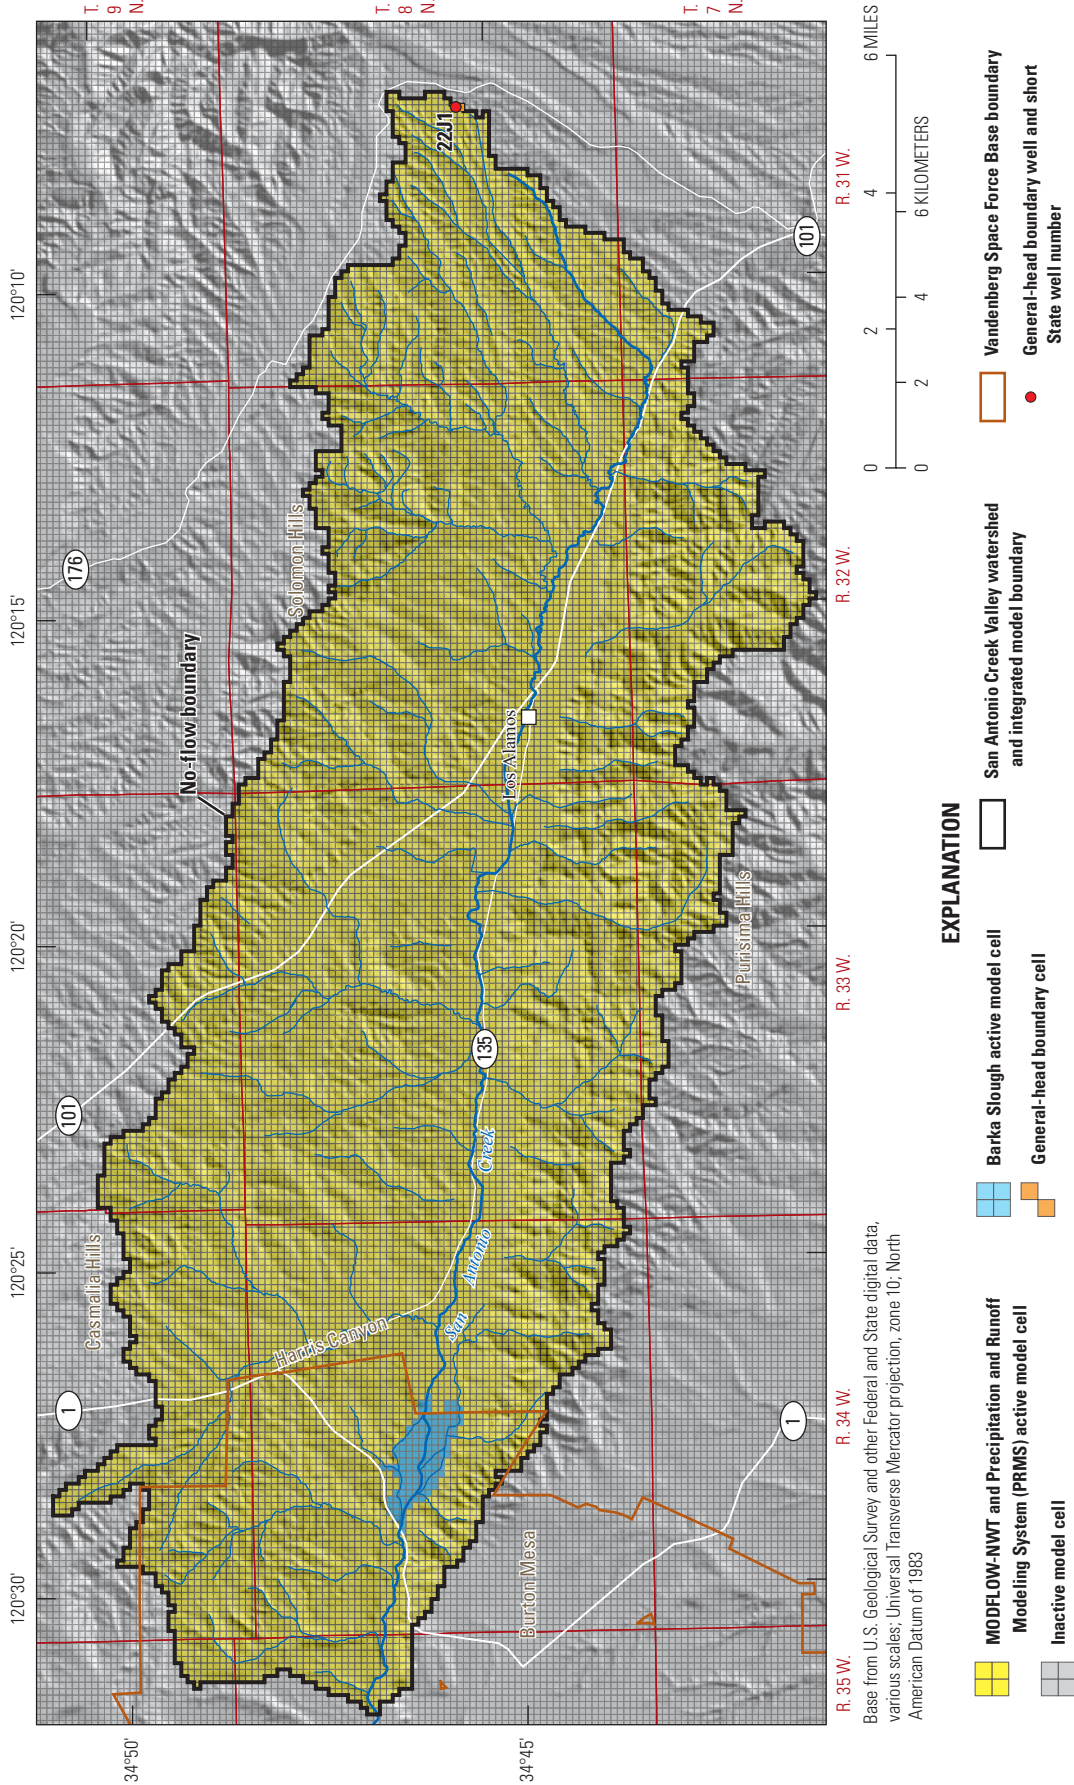 120°30'
120°25'
120°20'
120°15'
120°10'
34°50'
34°45'
T.
9
N.
T.
8
N.
T.
7
N.
1
101
176
Casmalia Hills
No-flow boundary
Solomon Hills
22J1
Harris Canyon
San
Antonio
Creek
135
Los Alamos
Burton Mesa
Purisima Hills
1
101
R. 35 W.
R. 34 W.
R. 33 W.
R. 32 W.
R. 31 W.
Base from U.S. Geological Survey and other Federal and State digital data,
various scales; Universal Transverse Mercator projection, zone 10; North
American Datum of 1983
0 2 4 6 MILES
0 2 4 6 KILOMETERS
EXPLANATION
MODFLOW-NWT and Precipitation and Runoff
Modeling System (PRMS) active model cell
Inactive model cell
Barka Slough active model cell
General-head boundary cell
San Antonio Creek Valley watershed
and integrated model boundary
Vandenberg Space Force Base boundary
General-head boundary well and short
State well number